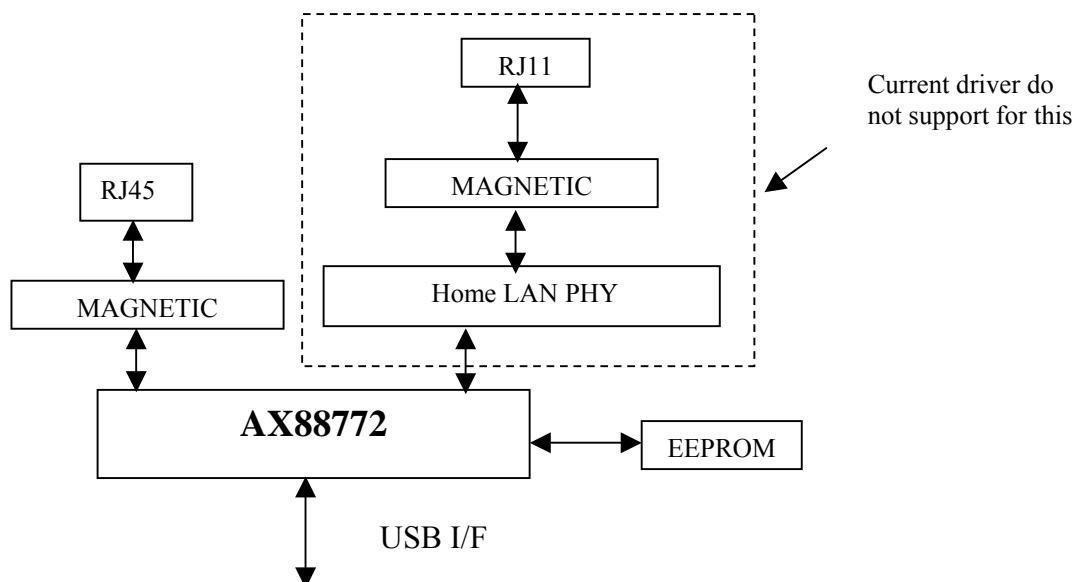 RJ11
Current driver do
not support for this
MAGNETIC
RJ45
Home LAN PHY
MAGNETIC
AX88772
EEPROM
USB I/F